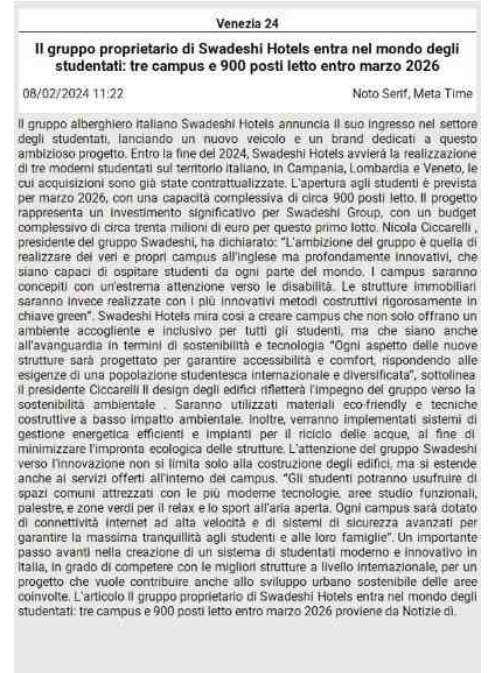 Venezia 24
Il gruppo proprietario di Swadeshi Hotels entra nel mondo degli
studentati: tre campus e 900 posti letto entro marzo 2026
08/02/2024 11:22
Noto Serif, Meta Time
Il gruppo alberghiero italiano Swadeshi Hotels annuncia il suo ingresso nel settore
degli studentati, lanciando un nuovo veicolo e un brand dedicati a questo
ambizioso progetto. Entro la fine del 2024, Swadeshi Hotels avvierà la realizzazione
di tre moderni studentati sul territorio italiano, in Campania, Lombardia e Veneto, le
cui acquisizioni sono già state contrattualizzate. L'apertura agli studenti è prevista
per marzo 2026, con una capacità complessiva di circa 900 posti letto. Il progetto
rappresenta un investimento significativo per Swadeshi Group, con un budget
complessivo di circa trenta milioni di euro per questo primo lotto. Nicola Ciccarelli ,
presidente del gruppo Swadeshi, ha dichiarato: "L'ambizione del gruppo è quella di
realizzare dei veri e propri campus all'inglese ma profondamente innovativi, che
siano capaci di ospitare studenti da ogni parte del mondo. I campus saranno
concepiti con un'estrema attenzione verso le disabilità. Le strutture immobiliari
saranno invece realizzate con i più innovativi metodi costruttivi rigorosamente in
chiave green". Swadeshi Hotels mira così a creare campus che non solo offrano un
ambiente accogliente e inclusivo per tutti gli studenti, ma che siano anche
all'avanguardia in termini di sostenibilità e tecnologia "Ogni aspetto delle nuove
strutture sarà progettato per garantire accessibilità e comfort, rispondendo alle
esigenze di una popolazione studentesca internazionale e diversificata", sottolinea
il presidente Ciccarelli Il design degli edifici rifletterà l'impegno del gruppo verso la
sostenibilità ambientale . Saranno utilizzati materiali eco-friendly e tecniche
costruttive a basso impatto ambientale. Inoltre, verranno implementati sistemi di
gestione energetica efficienti e impianti per il riciclo delle acque, al fine di
minimizzare l'impronta ecologica delle strutture. L'attenzione del gruppo Swadeshi
verso l'innovazione non si limita solo alla costruzione degli edifici, ma si estende
anche ai servizi offerti all'interno dei campus. "Gli studenti potranno usufruire di
spazi comuni attrezzati con le più moderne tecnologie, aree studio funzionali,
palestre, e zone verdi per il relax e lo sport all'aria aperta. Ogni campus sarà dotato
di connettività internet ad alta velocità e di sistemi di sicurezza avanzati per
garantire la massima tranquillità agli studenti e alle loro famiglie". Un importante
passo avanti nella creazione di un sistema di studentati moderno e innovativo in
Italia, in grado di competere con le migliori strutture a livello internazionale, per un
progetto che vuole contribuire anche allo sviluppo urbano sostenibile delle aree
coinvolte. L'articolo Il gruppo proprietario di Swadeshi Hotels entra nel mondo degli
studentati: tre campus e 900 posti letto entro marzo 2026 proviene da Notizie di.